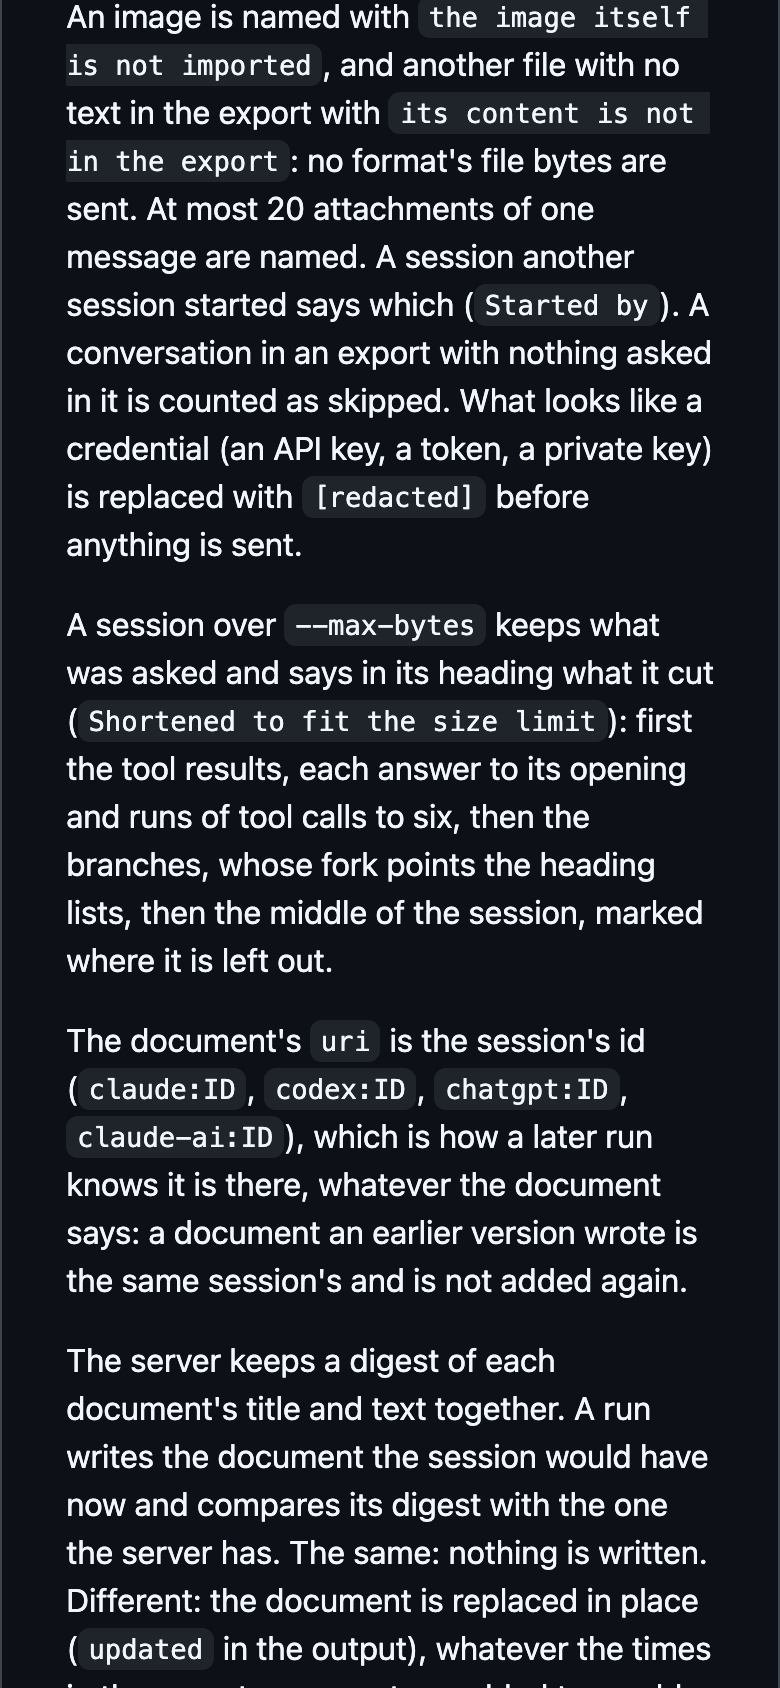 An image is named with the image itself
is not imported, and another file with no
text in the export with its content is not
in the export: no format's file bytes are
sent. At most 20 attachments of one
message are named. A session another
session started says which (Started by). A
conversation in an export with nothing asked
in it is counted as skipped. What looks like a
credential (an API key, a token, a private key)
is replaced with [redacted] before
anything is sent.
A session over --max-bytes keeps what
was asked and says in its heading what it cut
(Shortened to fit the size limit): first
the tool results, each answer to its opening
and runs of tool calls to six, then the
branches, whose fork points the heading
lists, then the middle of the session, marked
where it is left out.
The document's uri is the session's id
(claude:ID, codex:ID, chatgpt:ID,
claude-ai:ID), which is how a later run
knows it is there, whatever the document
says: a document an earlier version wrote is
the same session's and is not added again.
The server keeps a digest of each
document's title and text together. A run
writes the document the session would have
now and compares its digest with the one
the server has. The same: nothing is written.
Different: the document is replaced in place
(updated in the output), whatever the times